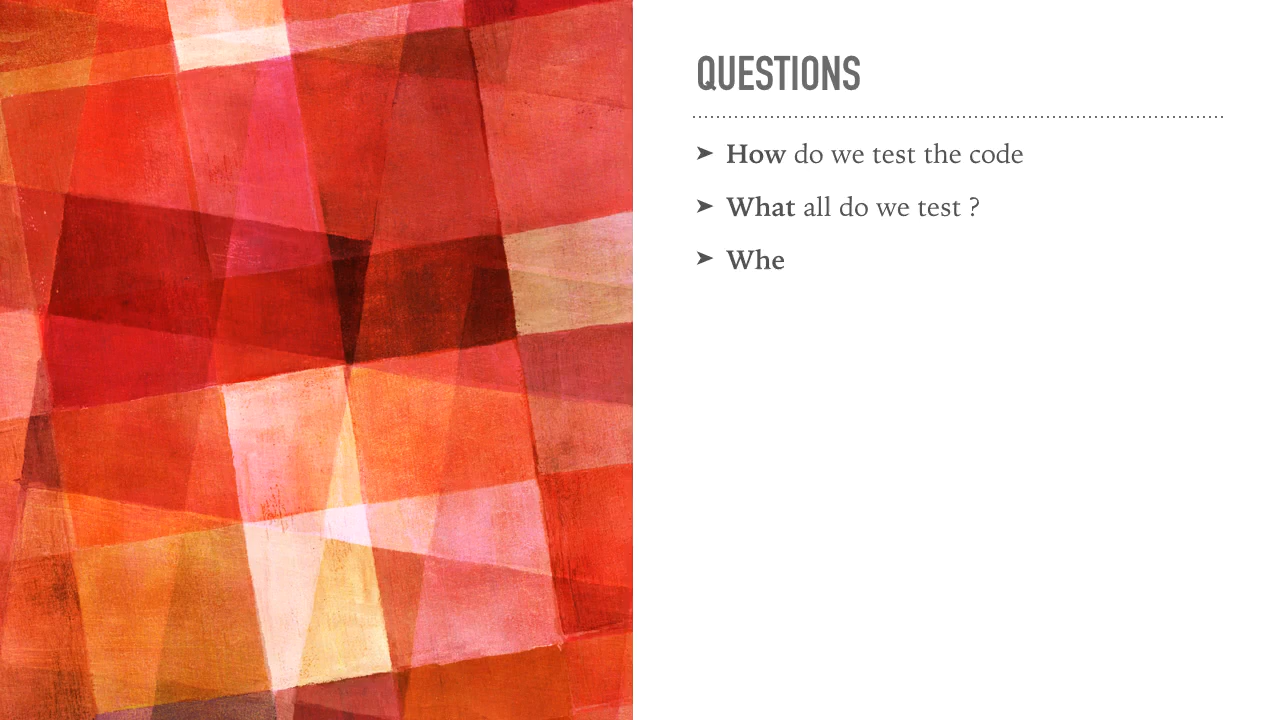 QUESTIONS
➤ How do we test the code
➤ What all do we test ?
➤ Whe